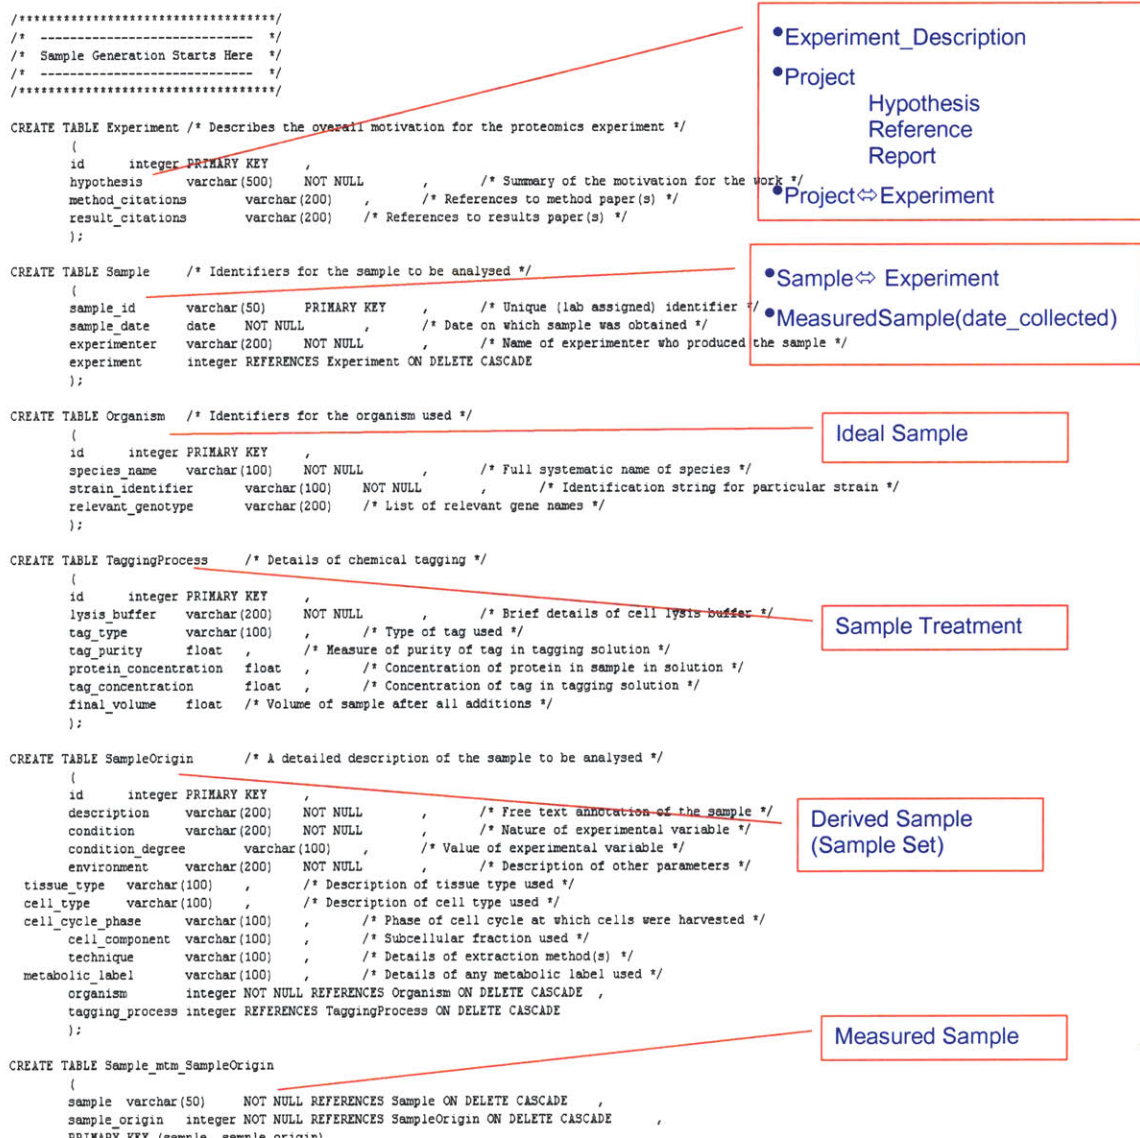 /***********************************/
/* ----------------------------- */
/* Sample Generation Starts Here */
/* ----------------------------- */
/***********************************/
CREATE TABLE Experiment /* Describes the overall motivation for the proteomics experiment */
(
id integer PRIMARY KEY ,
hypothesis varchar(500) NOT NULL , /* Summary of the motivation for the work */
method_citations varchar(200) , /* References to method paper(s) */
result_citations varchar(200) /* References to results paper(s) */
);
•Experiment_Description
•Project
Hypothesis
Reference
Report
•Project⇔Experiment
CREATE TABLE Sample /* Identifiers for the sample to be analysed */
(
sample_id varchar(50) PRIMARY KEY , /* Unique (lab assigned) identifier */
sample_date date NOT NULL , /* Date on which sample was obtained */
experimenter varchar(200) NOT NULL , /* Name of experimenter who produced the sample */
experiment integer REFERENCES Experiment ON DELETE CASCADE
);
•Sample⇔ Experiment
•MeasuredSample(date_collected)
CREATE TABLE Organism /* Identifiers for the organism used */
(
id integer PRIMARY KEY ,
species_name varchar(100) NOT NULL , /* Full systematic name of species */
strain_identifier varchar(100) NOT NULL , /* Identification string for particular strain */
relevant_genotype varchar(200) /* List of relevant gene names */
);
Ideal Sample
CREATE TABLE TaggingProcess /* Details of chemical tagging */
(
id integer PRIMARY KEY ,
lysis_buffer varchar(200) NOT NULL , /* Brief details of cell lysis buffer */
tag_type varchar(100) , /* Type of tag used */
tag_purity float , /* Measure of purity of tag in tagging solution */
protein_concentration float , /* Concentration of protein in sample in solution */
tag_concentration float , /* Concentration of tag in tagging solution */
final_volume float /* Volume of sample after all additions */
);
Sample Treatment
CREATE TABLE SampleOrigin /* A detailed description of the sample to be analysed */
(
id integer PRIMARY KEY ,
description varchar(200) NOT NULL , /* Free text annotation of the sample */
condition varchar(200) NOT NULL , /* Nature of experimental variable */
condition_degree varchar(100) , /* Value of experimental variable */
environment varchar(200) NOT NULL , /* Description of other parameters */
tissue_type varchar(100) , /* Description of tissue type used */
cell_type varchar(100) , /* Description of cell type used */
cell_cycle_phase varchar(100) , /* Phase of cell cycle at which cells were harvested */
cell_component varchar(100) , /* Subcellular fraction used */
technique varchar(100) , /* Details of extraction method(s) */
metabolic_label varchar(100) , /* Details of any metabolic label used */
organism integer NOT NULL REFERENCES Organism ON DELETE CASCADE ,
tagging_process integer REFERENCES TaggingProcess ON DELETE CASCADE
);
Derived Sample
(Sample Set)
CREATE TABLE Sample_mtm_SampleOrigin
(
sample varchar(50) NOT NULL REFERENCES Sample ON DELETE CASCADE ,
sample_origin integer NOT NULL REFERENCES SampleOrigin ON DELETE CASCADE ,
PRIMARY KEY (sample, sample_origin)
Measured Sample